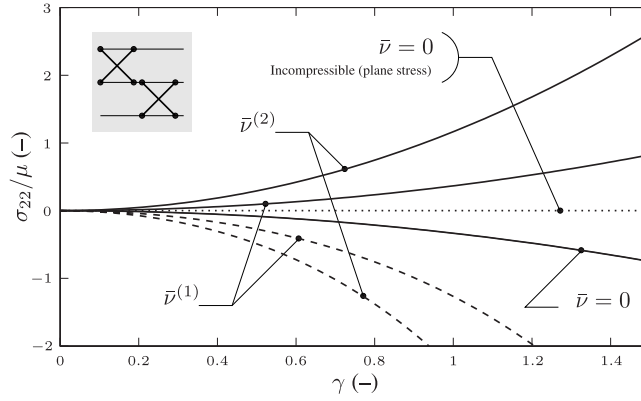 3
2
1
0
−1
−2
σ₂₂/μ (–)
ν̄ = 0
Incompressible (plane stress)
ν̄⁽²⁾
ν̄⁽¹⁾
ν̄ = 0
0 0.2 0.4 0.6 0.8 1 1.2 1.4
γ (–)